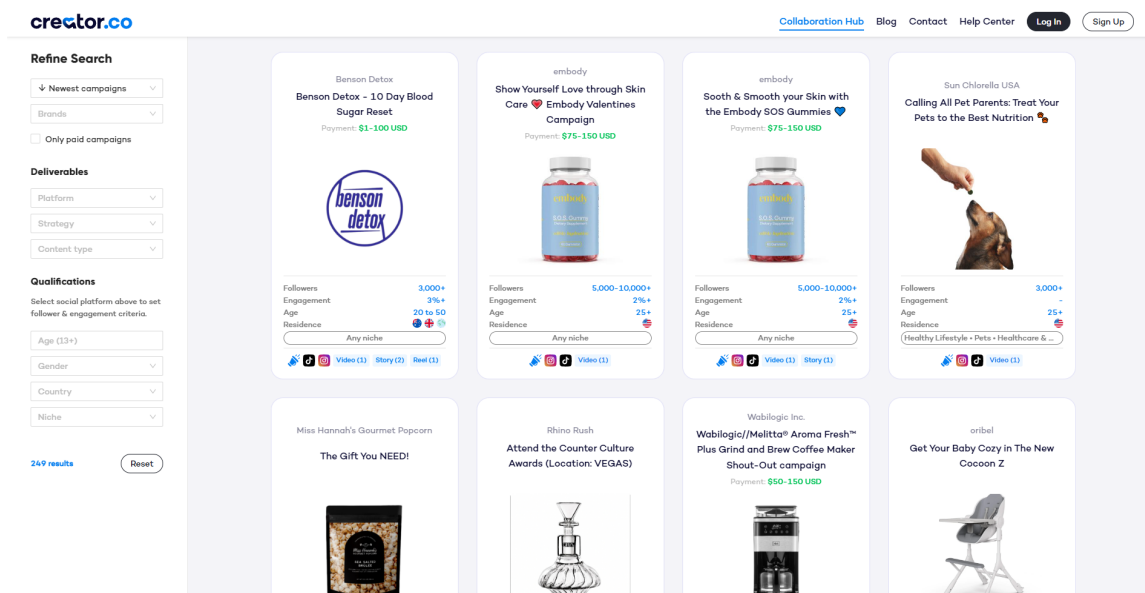 creator.co
Collaboration Hub
Blog
Contact
Help Center
Log In
Sign Up
Refine Search
Newest campaigns
Brands
Only paid campaigns
Deliverables
Platform
Strategy
Content type
Qualifications
Select social platform above to set
follower & engagement criteria.
Age (13+)
Gender
Country
Niche
249 results
Reset
Benson Detox
Benson Detox - 10 Day Blood
Sugar Reset
Payment: $1-100 USD
benson
detox
Followers 3,000+
Engagement 3%+
Age 20 to 50
Residence
Any niche
Video (1) Story (2) Reel (1)
embody
Show Yourself Love through Skin
Care 💝 Embody Valentines
Campaign
Payment: $75-150 USD
embody
S.O.S. Gummy
Followers 5,000-10,000+
Engagement 2%+
Age 25+
Residence
Any niche
Video (1)
embody
Sooth & Smooth your Skin with
the Embody SOS Gummies 💙
Payment: $75-150 USD
embody
S.O.S. Gummy
Followers 5,000-10,000+
Engagement 2%+
Age 25+
Residence
Any niche
Video (1) Story (1)
Sun Chlorella USA
Calling All Pet Parents: Treat Your
Pets to the Best Nutrition
Followers 3,000+
Engagement -
Age 25+
Residence
Healthy Lifestyle • Pets • Healthcare & ...
Video (1)
Miss Hannah's Gourmet Popcorn
The Gift You NEED!
Rhino Rush
Attend the Counter Culture
Awards (Location: VEGAS)
Wabilogic Inc.
Wabilogic//Melitta® Aroma Fresh™
Plus Grind and Brew Coffee Maker
Shout-Out campaign
Payment: $50-150 USD
oribel
Get Your Baby Cozy in The New
Cocoon Z